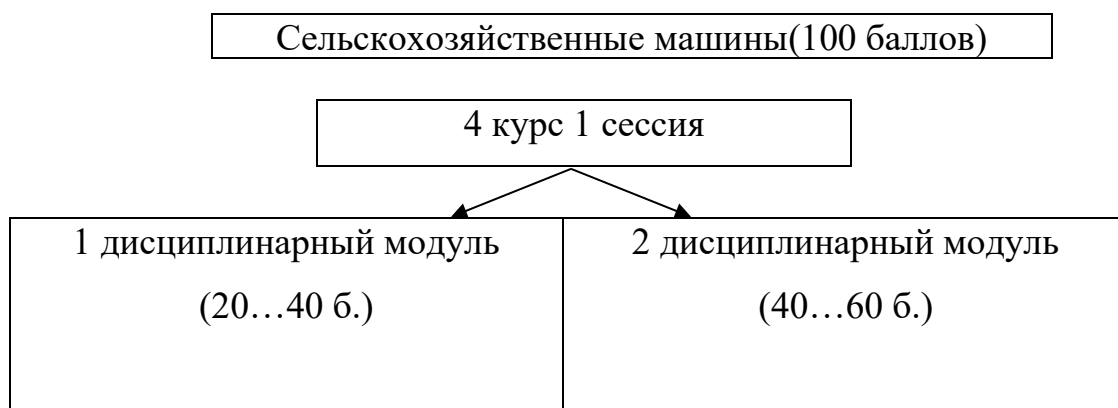 Сельскохозяйственные машины(100 баллов)
4 курс 1 сессия
1 дисциплинарный модуль
(20…40 б.)
2 дисциплинарный модуль
(40…60 б.)